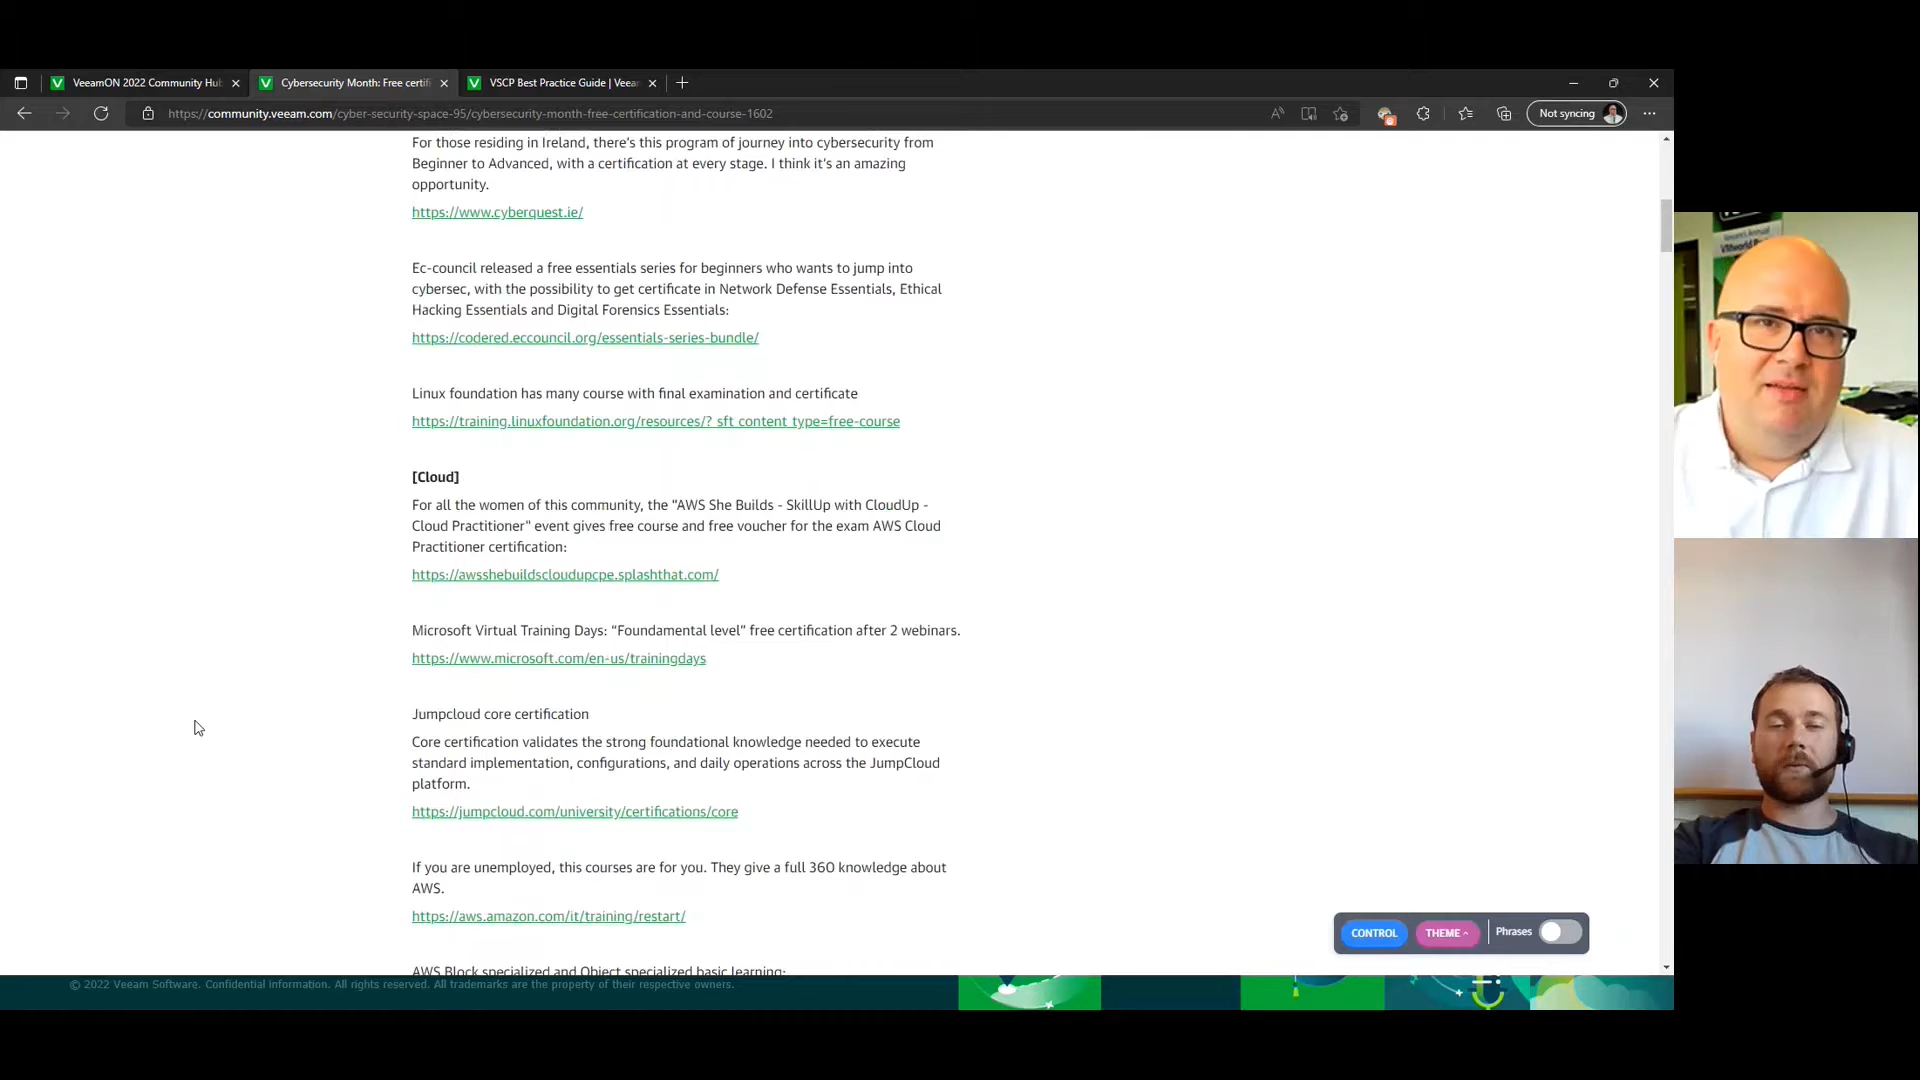 VeeamON 2022 Community Hub
Cybersecurity Month: Free certifi
VSCP Best Practice Guide | Veea
https://community.veeam.com/cyber-security-space-95/cybersecurity-month-free-certification-and-course-1602
Not syncing
For those residing in Ireland, there's this program of journey into cybersecurity from
Beginner to Advanced, with a certification at every stage. I think it's an amazing
opportunity.
https://www.cyberquest.ie/
Ec-council released a free essentials series for beginners who wants to jump into
cybersec, with the possibility to get certificate in Network Defense Essentials, Ethical
Hacking Essentials and Digital Forensics Essentials:
https://codered.eccouncil.org/essentials-series-bundle/
Linux foundation has many course with final examination and certificate
https://training.linuxfoundation.org/resources/?_sft_content_type=free-course
[Cloud]
For all the women of this community, the "AWS She Builds - SkillUp with CloudUp -
Cloud Practitioner" event gives free course and free voucher for the exam AWS Cloud
Practitioner certification:
https://awsshebuildscloudupcpe.splashthat.com/
Microsoft Virtual Training Days: “Foundamental level” free certification after 2 webinars.
https://www.microsoft.com/en-us/trainingdays
Jumpcloud core certification
Core certification validates the strong foundational knowledge needed to execute
standard implementation, configurations, and daily operations across the JumpCloud
platform.
https://jumpcloud.com/university/certifications/core
If you are unemployed, this courses are for you. They give a full 360 knowledge about
AWS.
https://aws.amazon.com/it/training/restart/
AWS Block specialized and Object specialized basic learning:
CONTROL
THEME
Phrases
© 2022 Veeam Software. Confidential information. All rights reserved. All trademarks are the property of their respective owners.